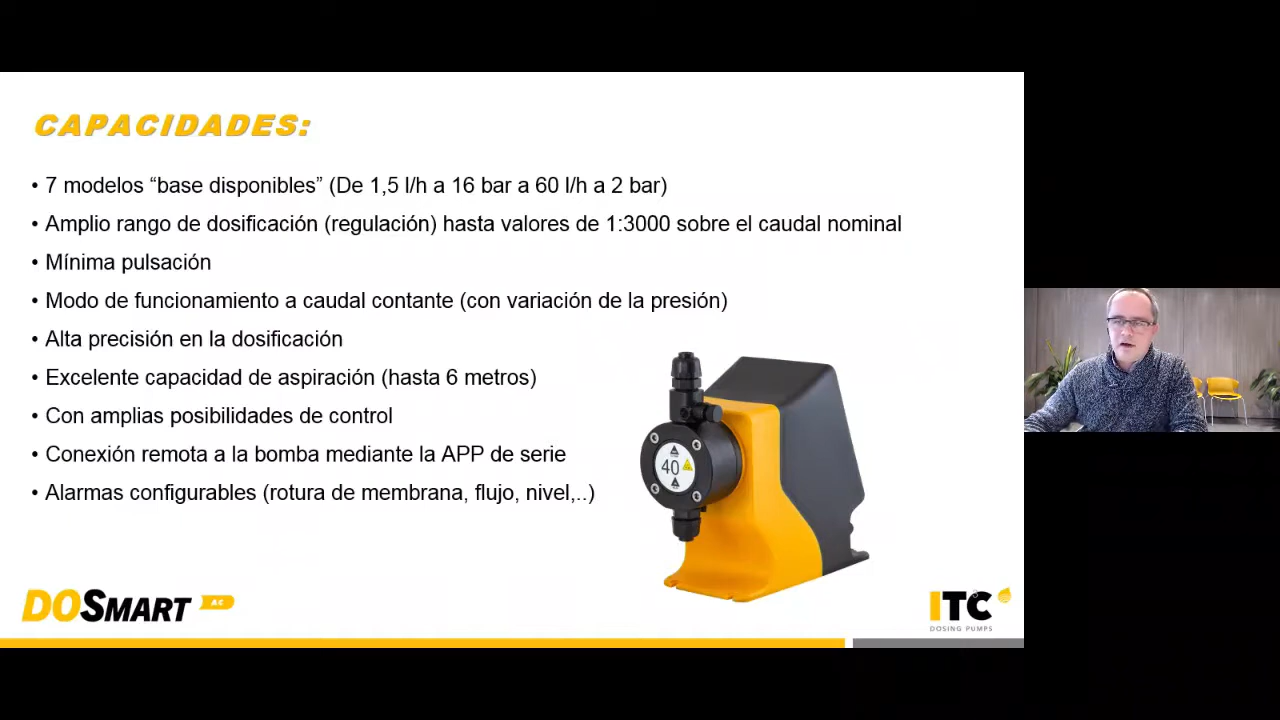 CAPACIDADES:
• 7 modelos “base disponibles” (De 1,5 l/h a 16 bar a 60 l/h a 2 bar)
• Amplio rango de dosificación (regulación) hasta valores de 1:3000 sobre el caudal nominal
• Mínima pulsación
• Modo de funcionamiento a caudal contante (con variación de la presión)
• Alta precisión en la dosificación
• Excelente capacidad de aspiración (hasta 6 metros)
• Con amplias posibilidades de control
• Conexión remota a la bomba mediante la APP de serie
• Alarmas configurables (rotura de membrana, flujo, nivel,..)
40
DOSMART AC
ITC
DOSING PUMPS